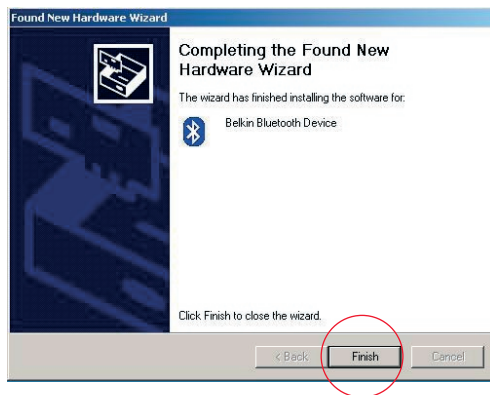 Found New Hardware Wizard
Completing the Found New
Hardware Wizard
The wizard has finished installing the software for:
Belkin Bluetooth Device
Click Finish to close the wizard.
< Back
Finish
Cancel